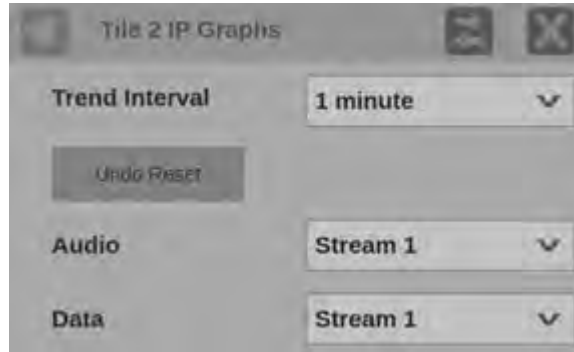 Tile 2 IP Graphs
Trend Interval 1 minute
Undo Reset
Audio Stream 1
Data Stream 1